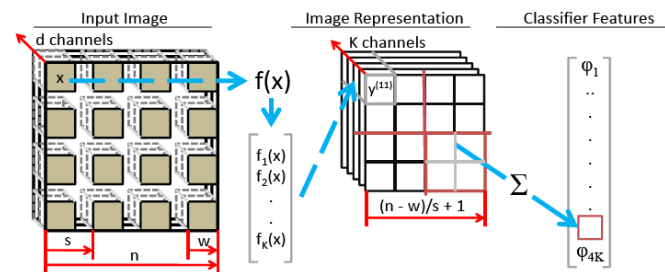 Input Image
Image Representation
Classifier Features
d channels
K channels
x
f(x)
y(11)
f1(x)
f2(x)
.
.
fK(x)
s
w
n
(n - w)/s + 1
Σ
φ1
..
.
.
.
.
.
φ4K